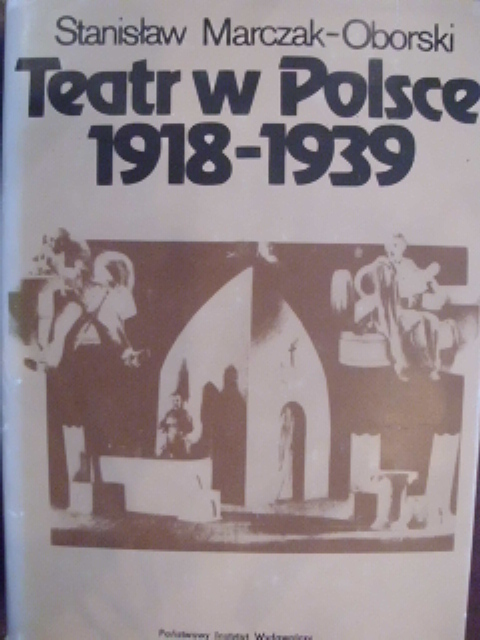 Stanisław Marczak-Oborski
Teatr w Polsce
1918-1939
Państwowy Instytut Wydawniczy